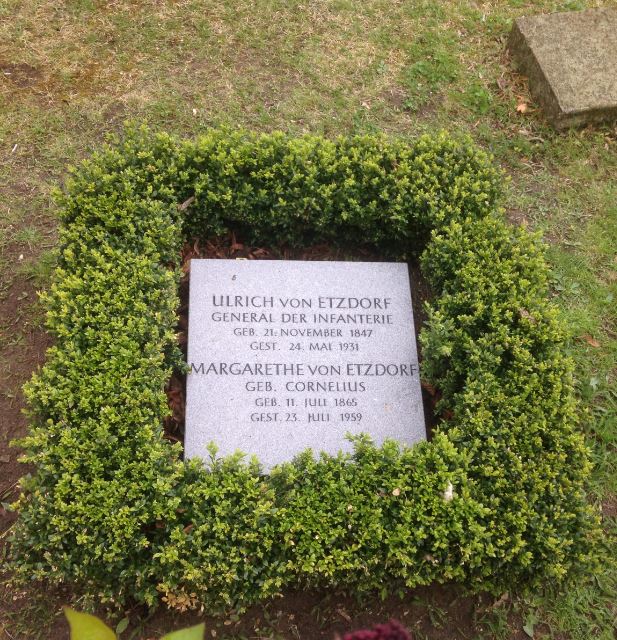 ULRICH VON ETZDORF
GENERAL DER INFANTERIE
GEB. 21. NOVEMBER 1847
GEST. 24. MAI 1931
MARGARETHE VON ETZDORF
GEB. CORNELIUS
GEB. 11. JULI 1865
GEST. 23. JULI 1959